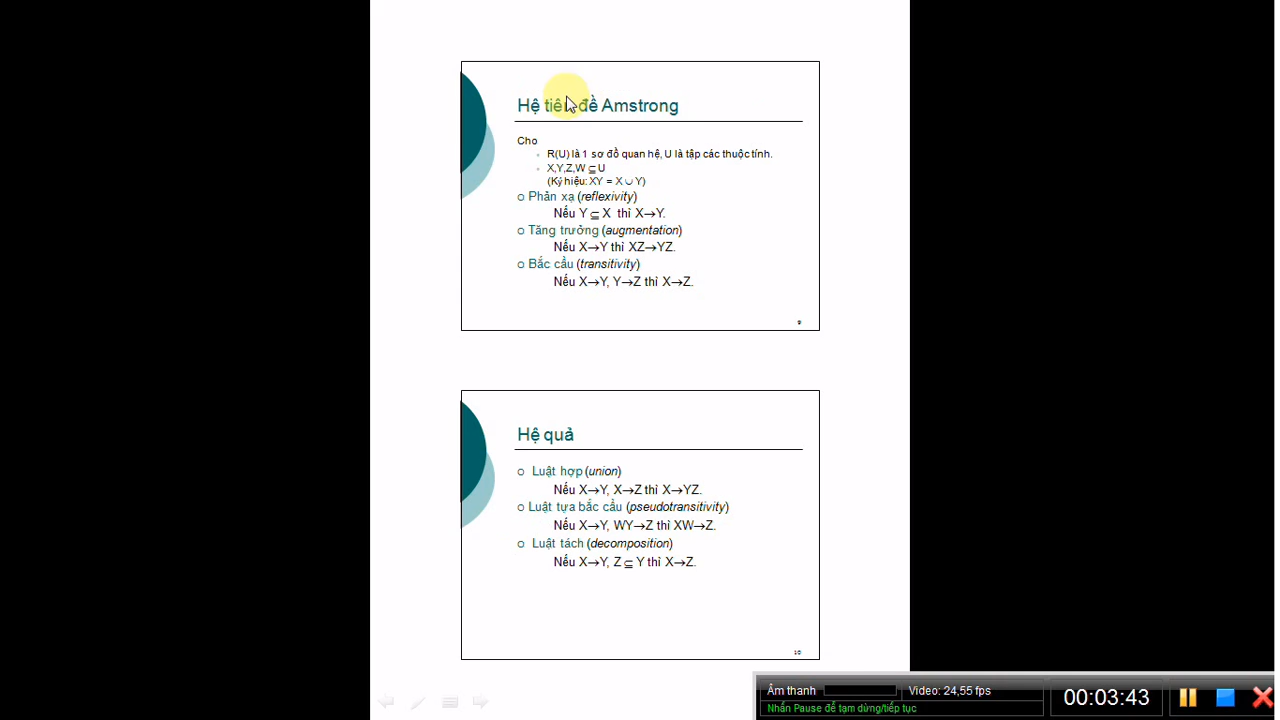 Hệ tiên đề Amstrong
Cho
R(U) là 1 sơ đồ quan hệ, U là tập các thuộc tính.
X,Y,Z,W ⊆ U
(Ký hiệu: XY = X ∪ Y)
Phản xạ (reflexivity)
Nếu Y ⊆ X thì X→Y.
Tăng trưởng (augmentation)
Nếu X→Y thì XZ→YZ.
Bắc cầu (transitivity)
Nếu X→Y, Y→Z thì X→Z.
9
Hệ quả
Luật hợp (union)
Nếu X→Y, X→Z thì X→YZ.
Luật tựa bắc cầu (pseudotransitivity)
Nếu X→Y, WY→Z thì XW→Z.
Luật tách (decomposition)
Nếu X→Y, Z ⊆ Y thì X→Z.
10
Âm thanh
Video: 24,55 fps
00:03:43
Nhấn Pause để tạm dừng/tiếp tục